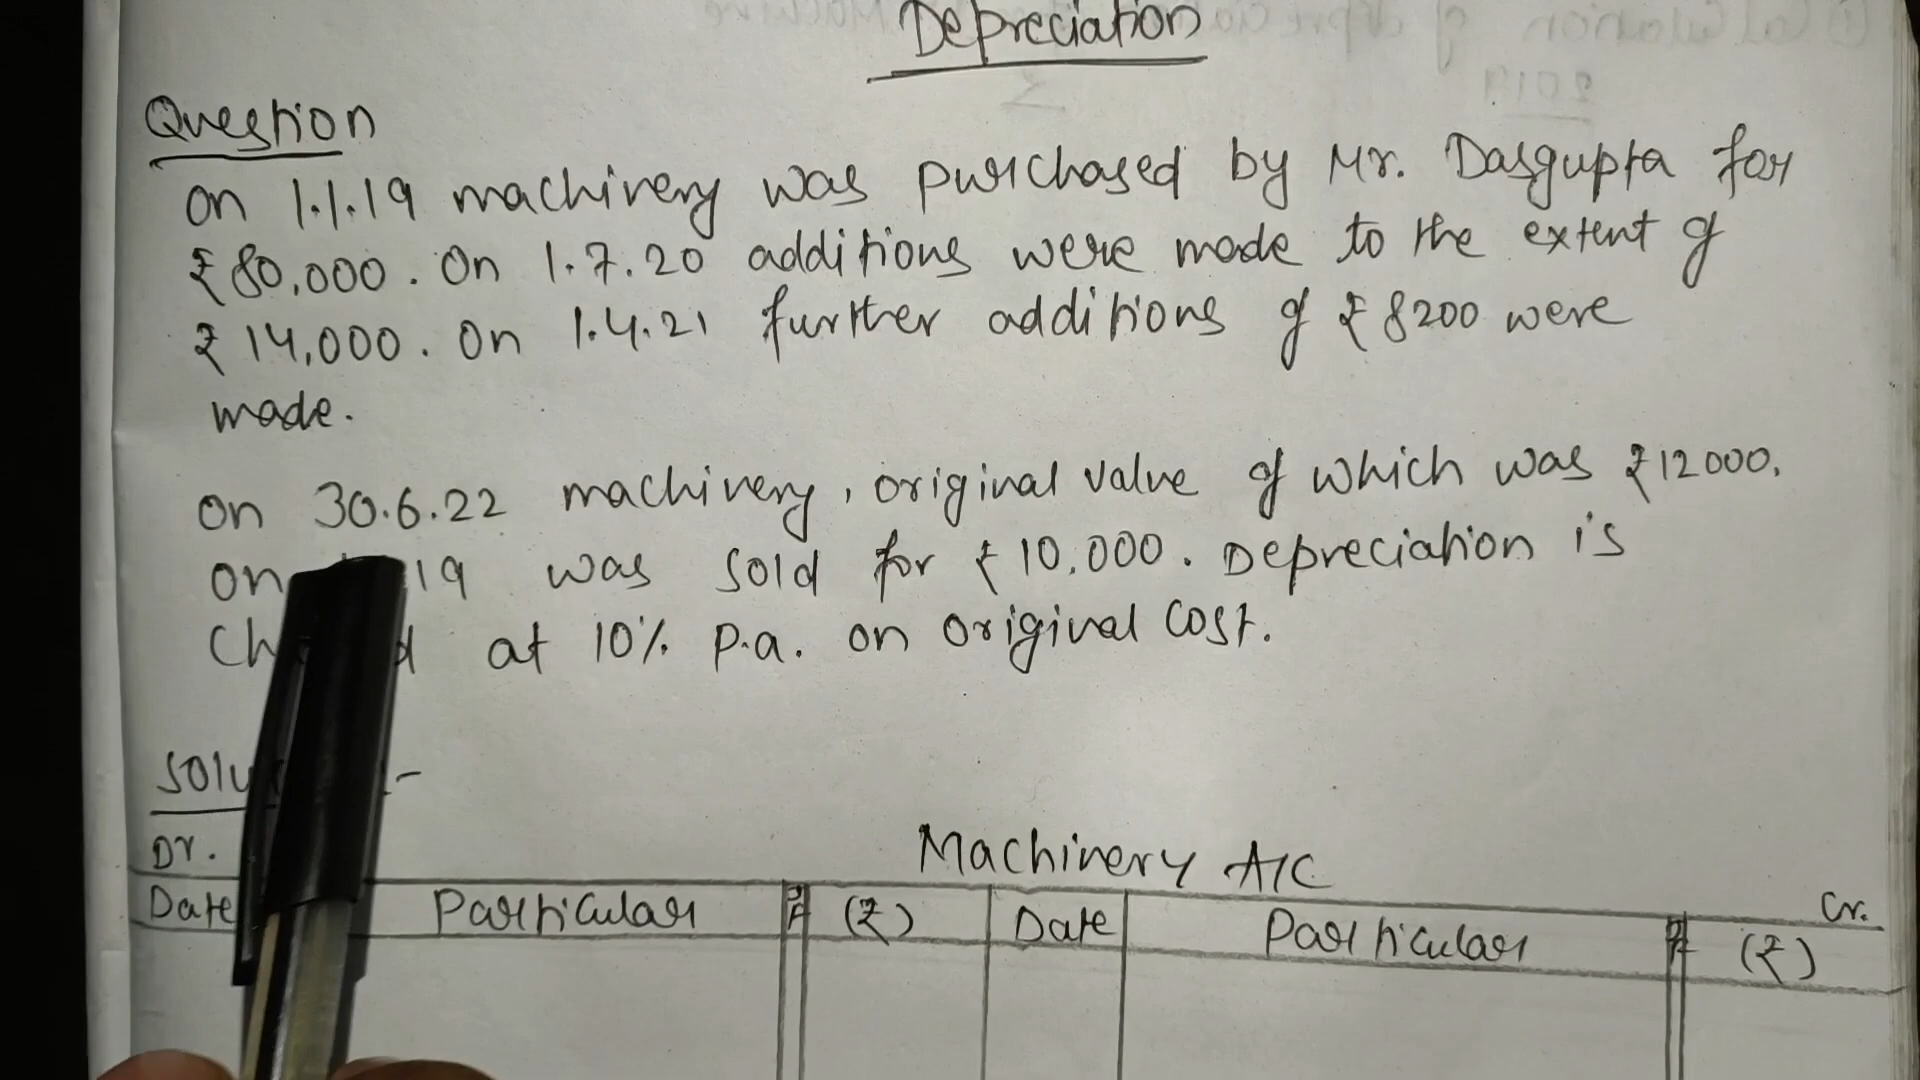 Depreciation
Question
On 1.1.19 machinery was purchased by Mr. Dasgupta for
₹80,000. On 1.7.20 additions were made to the extent of
₹14,000. On 1.4.21 further additions of ₹8200 were
made.
On 30.6.22 machinery, original value of which was ₹12000,
on 19 was sold for ₹10,000. Depreciation is
at 10% p.a. on original cost.
Dr.
Machinery A/C
Cr.
Date Particular (₹) Date Particular (₹)